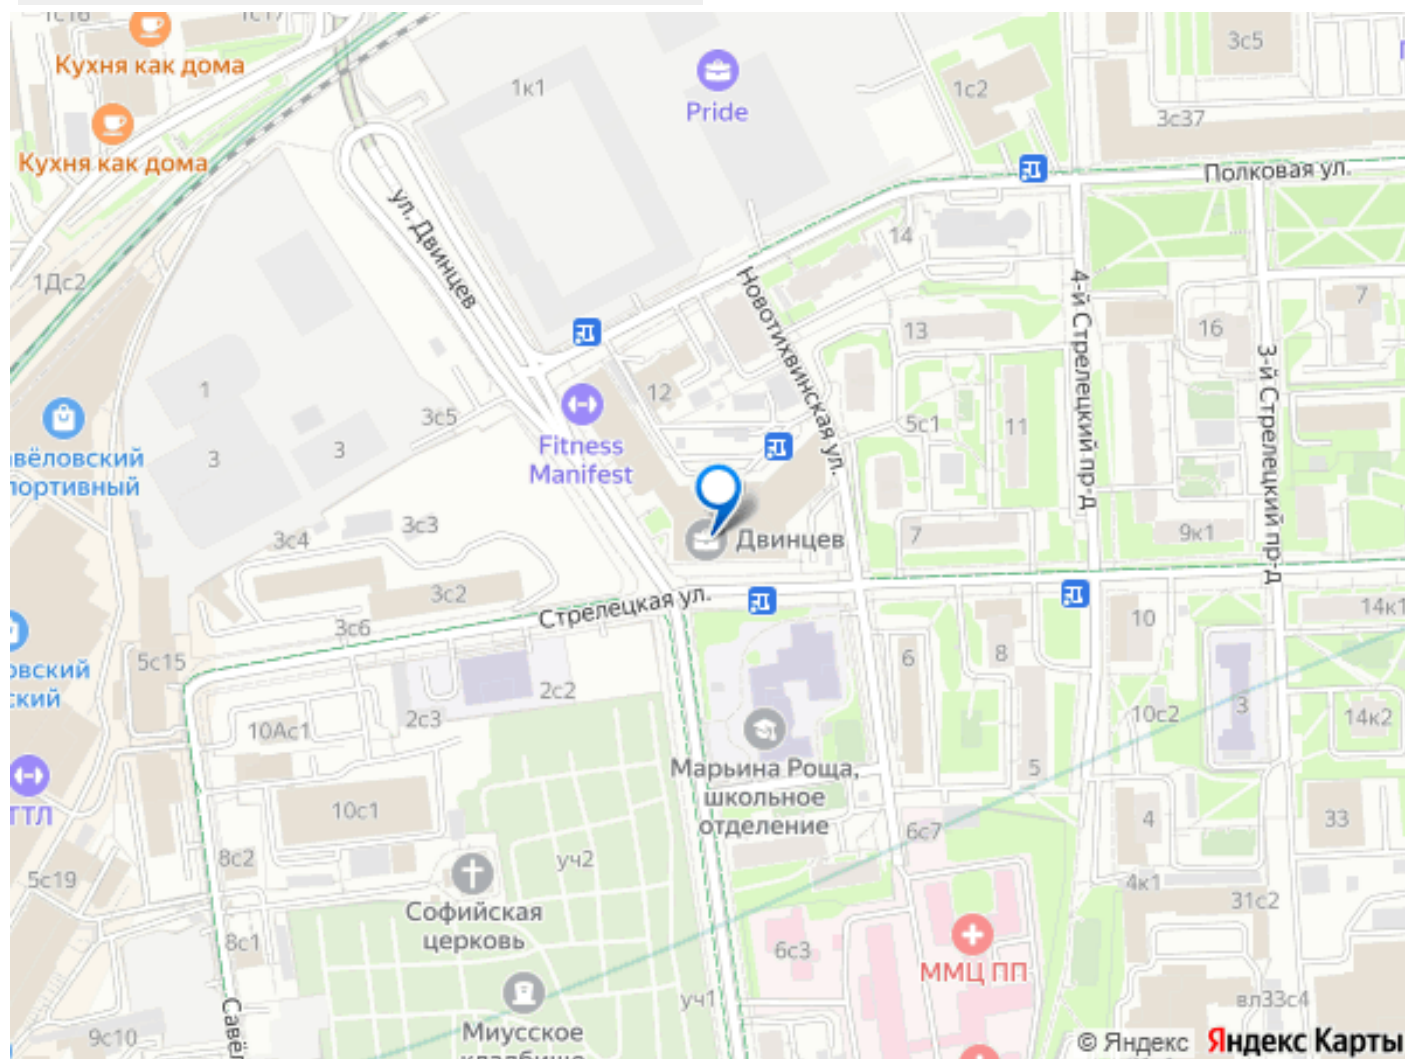 1с16
1с17
3с5
Кухня как дома
1к1
Pride
1с2
3с37
Кухня как дома
Полковая ул.
ул. Двинцев
14
1Дс2
Новотихвинская ул.
4-й Стрелецкий пр-д
7
13
16
3-й Стрелецкий пр-д
1
12
3с5
5с1
11
Fitness
Manifest
3
3
3с3
3с4
Двинцев
7
9к1
3с2
Стрелецкая ул.
14к1
10
3с6
5с15
6
8
2с2
2с3
3
10с2
14к2
10Ас1
Марьина Роща,
школьное
отделение
5
10с1
6с7
4
33
8с2
уч2
5с19
4к1
31с2
Софийская
церковь
8с1
6с3
ММЦ ПП
уч1
вл33с4
Миусское
9с10
© Яндекс Яндекс Карты